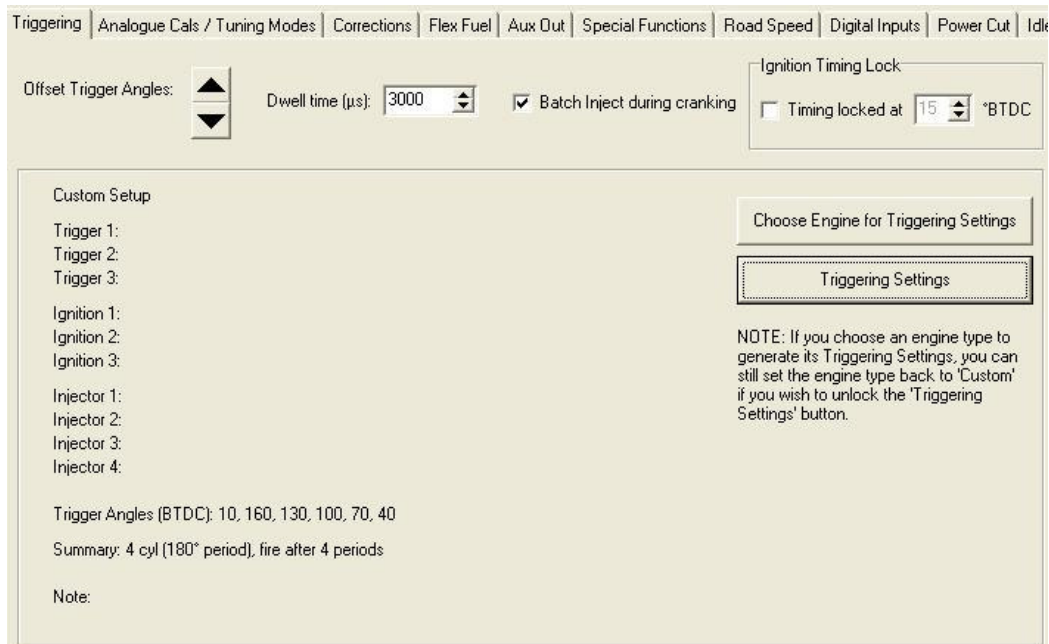 Triggering Analogue Cals / Tuning Modes Corrections Flex Fuel Aux Out Special Functions Road Speed Digital Inputs Power Cut Idle
Offset Trigger Angles:
Dwell time (µs): 3000
Batch Inject during cranking
Ignition Timing Lock
Timing locked at 15 °BTDC
Custom Setup
Trigger 1:
Trigger 2:
Trigger 3:
Ignition 1:
Ignition 2:
Ignition 3:
Injector 1:
Injector 2:
Injector 3:
Injector 4:
Trigger Angles (BTDC): 10, 160, 130, 100, 70, 40
Summary: 4 cyl (180° period), fire after 4 periods
Note:
Choose Engine for Triggering Settings
Triggering Settings
NOTE: If you choose an engine type to
generate its Triggering Settings, you can
still set the engine type back to 'Custom'
if you wish to unlock the 'Triggering
Settings' button.